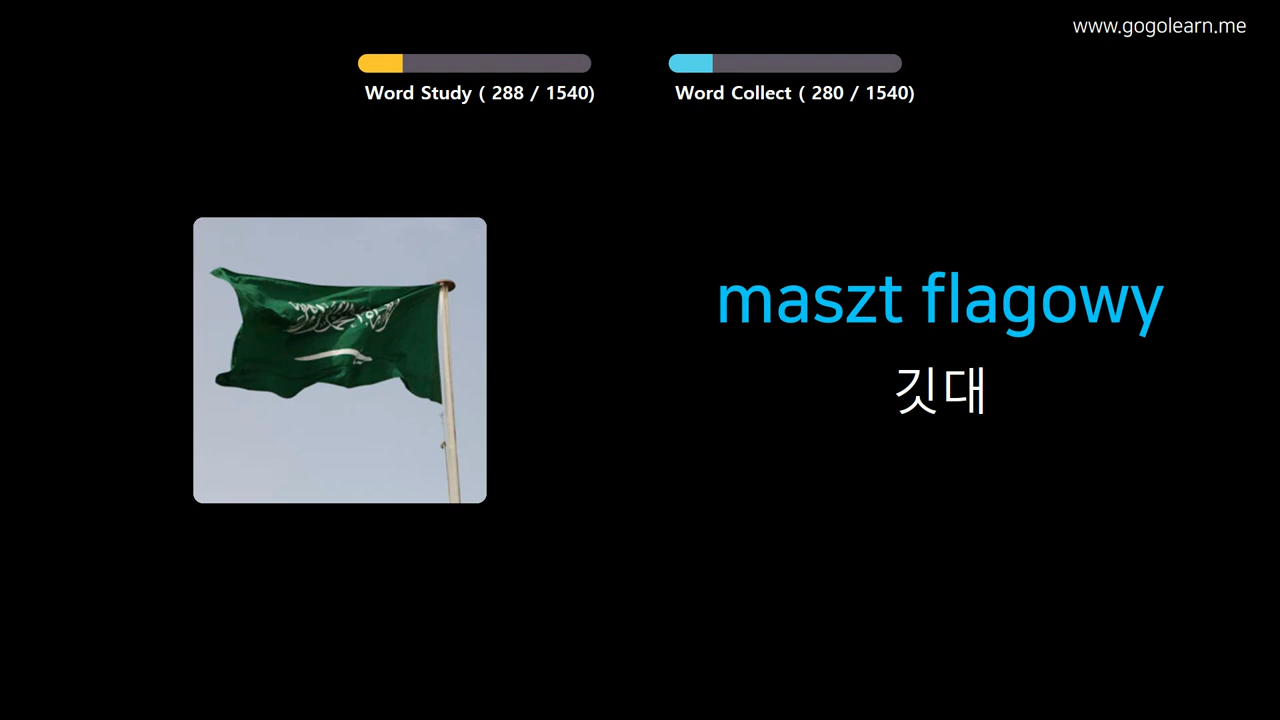 www.gogolearn.me
Word Study ( 288 / 1540)
Word Collect ( 280 / 1540)
maszt flagowy
깃대